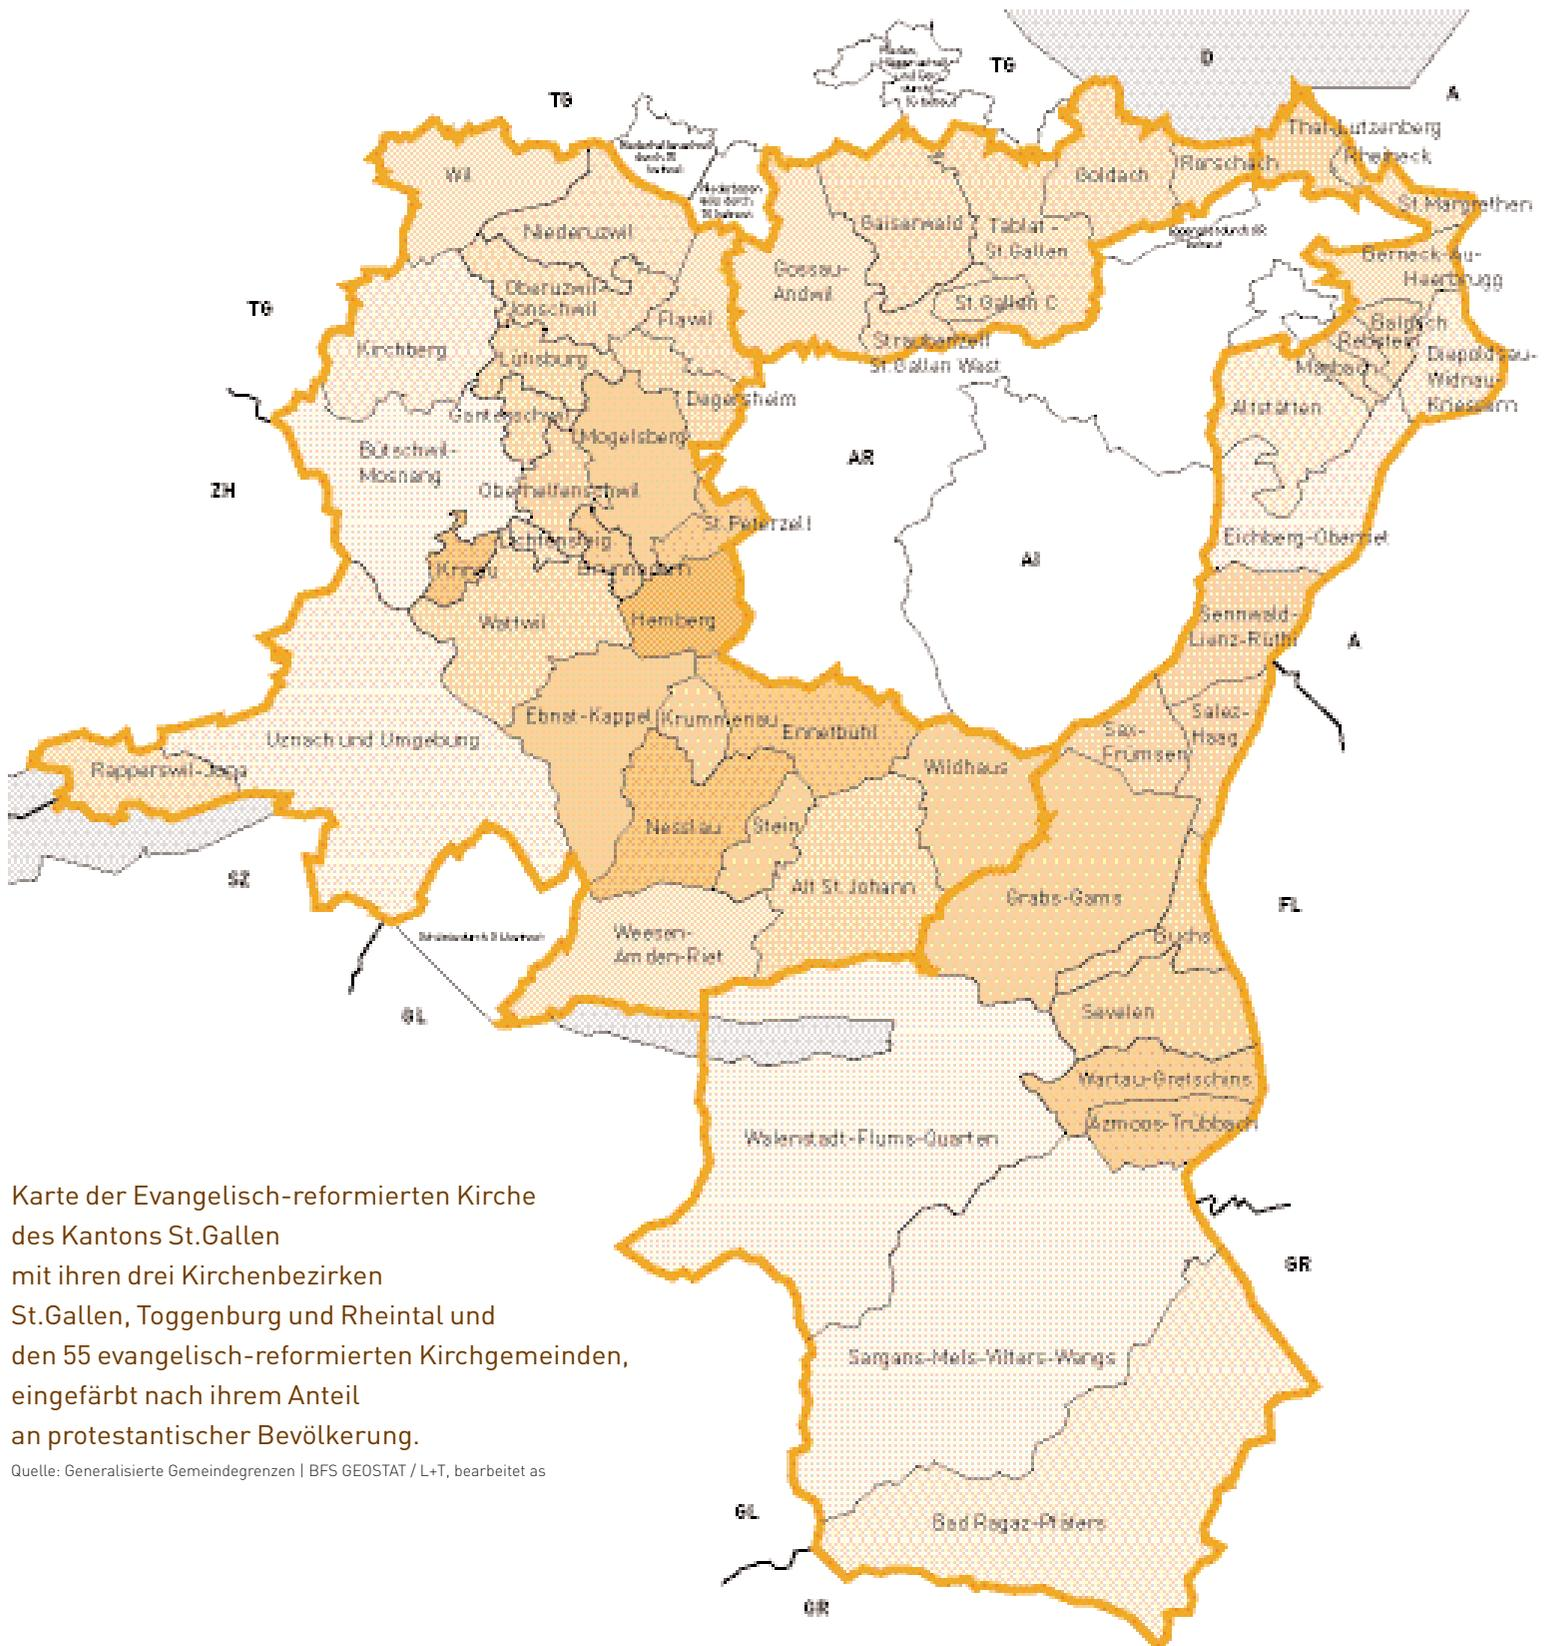 D
TG
A
TG
Thal-Lutzenberg
Rheineck
Rorschach
Goldach
Wil
St.Margrethen
Niederuzwil
Gaiserwald
Tablat -
St.Gallen
Berneck-Au-
Heerbrugg
Gossau-
Andwil
Oberuzwil
Jonschwil
St.Gallen C
TG
Flawil
Balgach
Rebstein
Straubenzell
St.Gallen West
Kirchberg
Lütisburg
Diepoldsau-
Widnau-
Kriessern
Marbach
Degersheim
Altstätten
Ganterschwil
Mogelsberg
Bütschwil-
Mosnang
AR
ZH
Oberhelfenschwil
St.Peterzell
Eichberg-Oberriet
Lichtensteig
Brunnadern
Krinau
AI
Wattwil
Hemberg
Sennwald-
Lienz-Rüthi
A
Ebnat-Kappel
Krummenau
Ennetbühl
Salez-
Haag
Sax-
Frümsen
Uznach und Umgebung
Rapperswil-Jona
Wildhaus
Nesslau
Stein
SZ
Alt St.Johann
Grabs-Gams
FL
Weesen-
Amden-Riet
Buchs
GL
Sevelen
Wartau-Gretschins
Azmoos-Trübbach
Walenstadt-Flums-Quarten
GR
Karte der Evangelisch-reformierten Kirche
des Kantons St.Gallen
mit ihren drei Kirchenbezirken
St.Gallen, Toggenburg und Rheintal und
den 55 evangelisch-reformierten Kirchgemeinden,
eingefärbt nach ihrem Anteil
an protestantischer Bevölkerung.
Quelle: Generalisierte Gemeindegrenzen | BFS GEOSTAT / L+T, bearbeitet as
Sargans-Mels-Vilters-Wangs
GL
Bad Ragaz-Pfäfers
GR